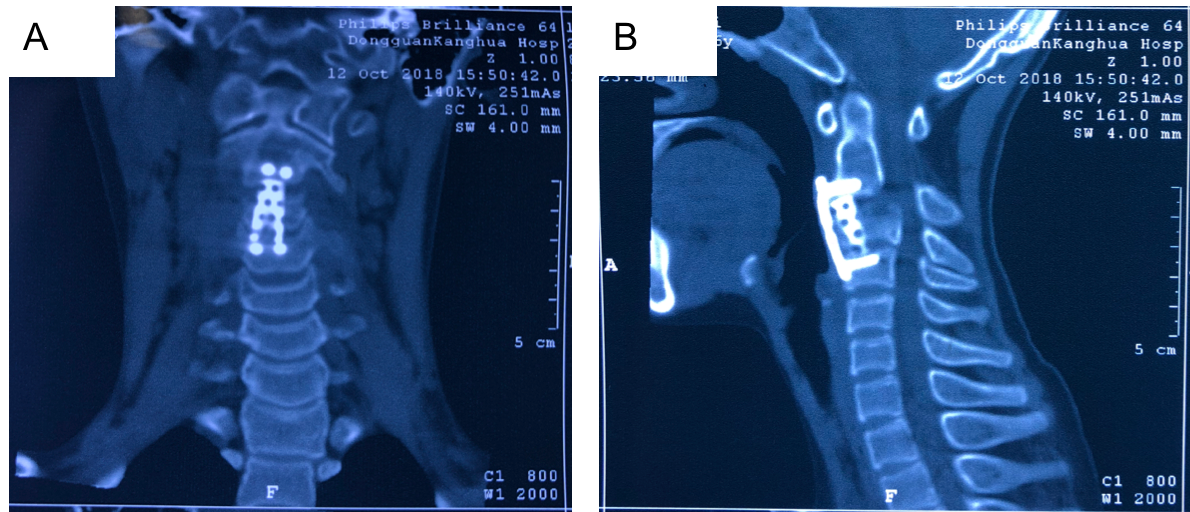 A
Philips Brilliance 64
DongguanKanghua Hosp
Z 1.00
12 Oct 2018 15:50:42.0
140kV, 251mAs
SC 161.0 mm
SW 4.00 mm
5 cm
C1 800
W1 2000
F
B
Philips Brilliance 64
DongguanKanghua Hosp
Z 1.00
12 Oct 2018 15:50:42.0
140kV, 251mAs
SC 161.0 mm
SW 4.00 mm
A
5 cm
C1 800
W1 2000
F